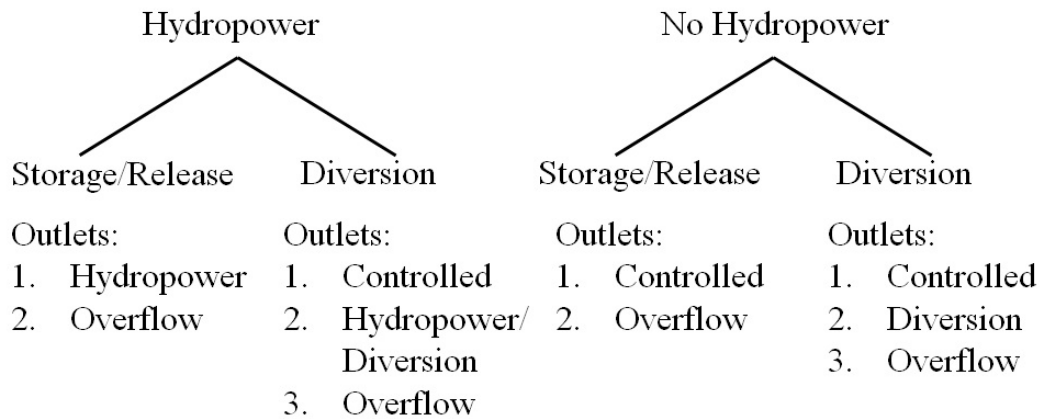 Hydropower
No Hydropower
Storage/Release
Diversion
Storage/Release
Diversion
Outlets:
1. Hydropower
2. Overflow
Outlets:
1. Controlled
2. Hydropower/
Diversion
3. Overflow
Outlets:
1. Controlled
2. Overflow
Outlets:
1. Controlled
2. Diversion
3. Overflow